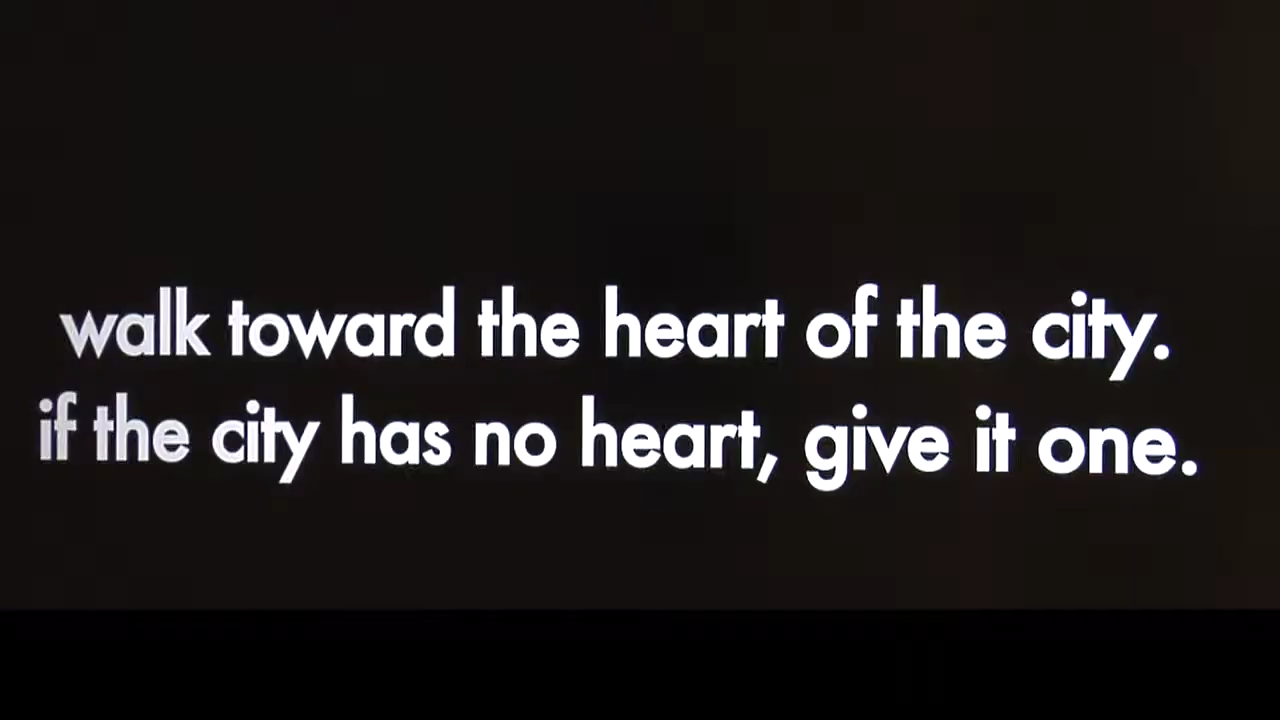 walk toward the heart of the city.
if the city has no heart, give it one.